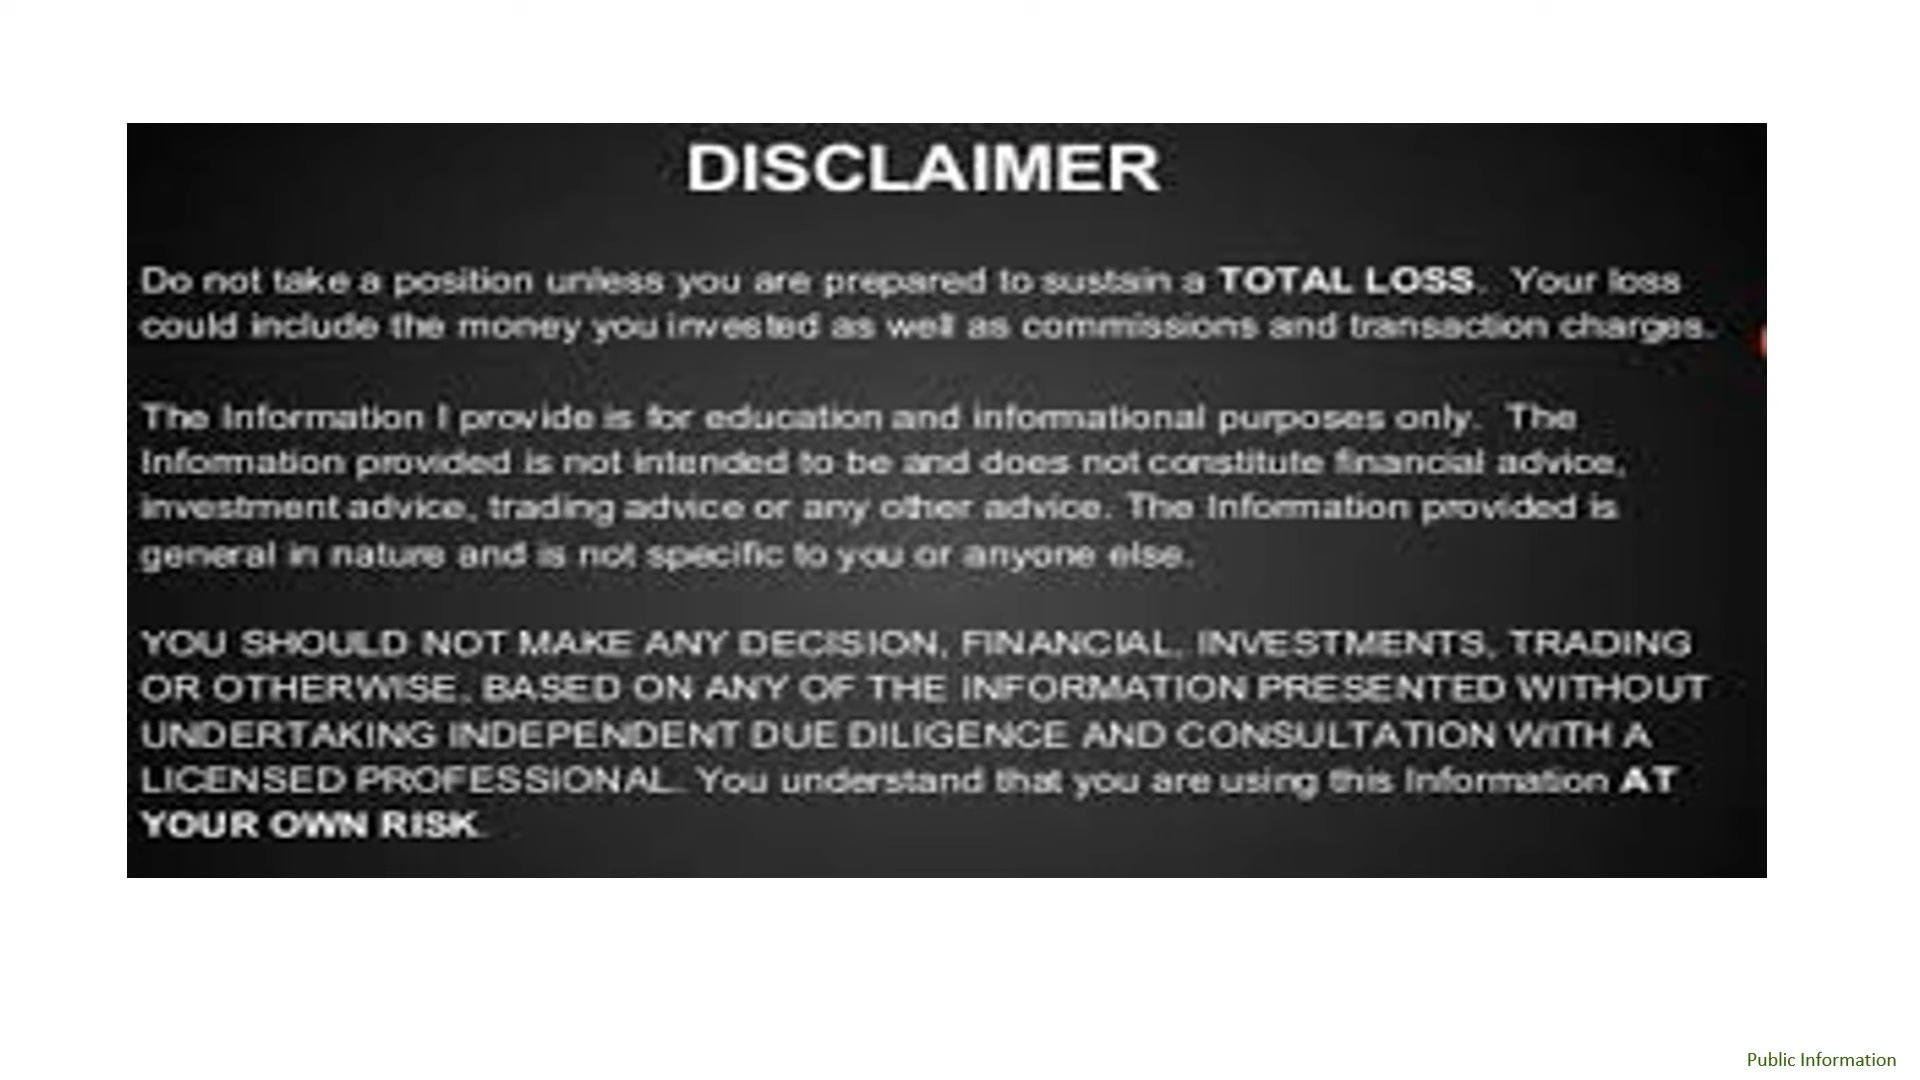 DISCLAIMER
Do not take a position unless you are prepared to sustain a TOTAL LOSS. Your loss
could include the money you invested as well as commissions and transaction charges.
The Information I provide is for education and informational purposes only. The
Information provided is not intended to be and does not constitute financial advice,
investment advice, trading advice or any other advice. The Information provided is
general in nature and is not specific to you or anyone else.
YOU SHOULD NOT MAKE ANY DECISION, FINANCIAL, INVESTMENTS, TRADING
OR OTHERWISE, BASED ON ANY OF THE INFORMATION PRESENTED WITHOUT
UNDERTAKING INDEPENDENT DUE DILIGENCE AND CONSULTATION WITH A
LICENSED PROFESSIONAL. You understand that you are using this Information AT
YOUR OWN RISK.
Public Information